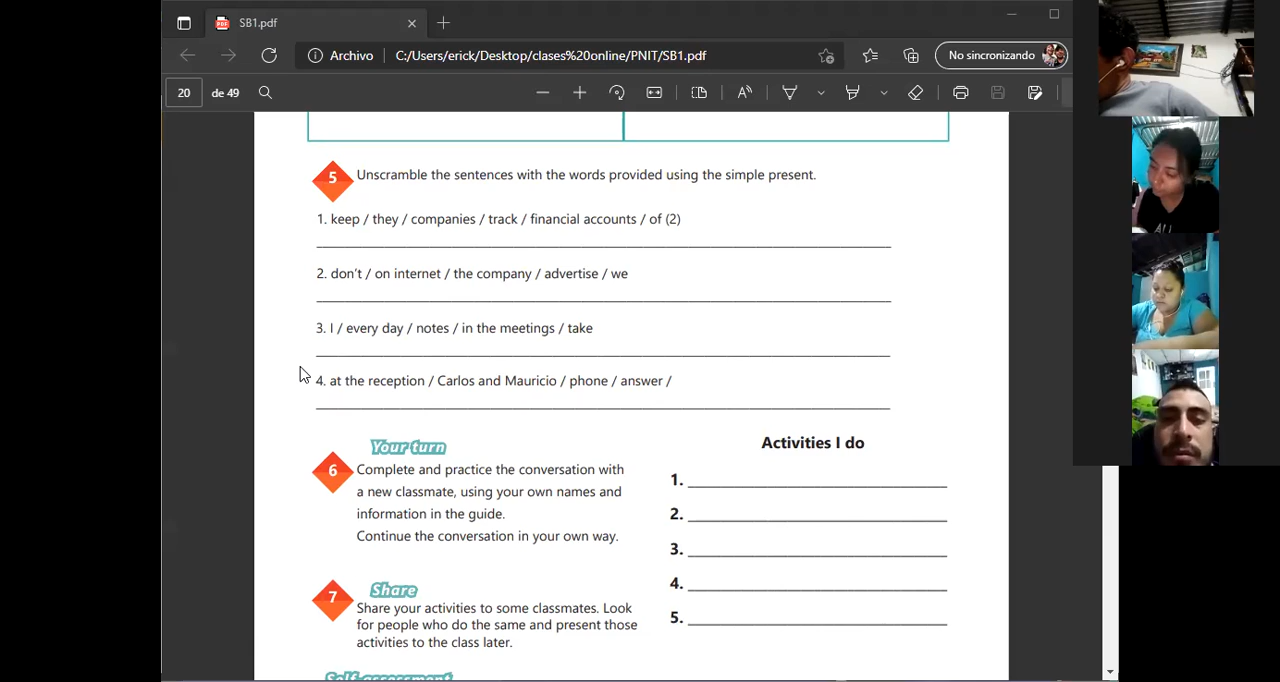 SB1.pdf
Archivo
C:/Users/erick/Desktop/clases%20online/PNIT/SB1.pdf
No sincronizando
20 de 49
5 Unscramble the sentences with the words provided using the simple present.
1. keep / they / companies / track / financial accounts / of (2)
2. don't / on internet / the company / advertise / we
3. I / every day / notes / in the meetings / take
4. at the reception / Carlos and Mauricio / phone / answer /
Your turn
6 Complete and practice the conversation with
a new classmate, using your own names and
information in the guide.
Continue the conversation in your own way.
Activities I do
1.
2.
3.
4.
5.
Share
7 Share your activities to some classmates. Look
for people who do the same and present those
activities to the class later.
Self-assessment